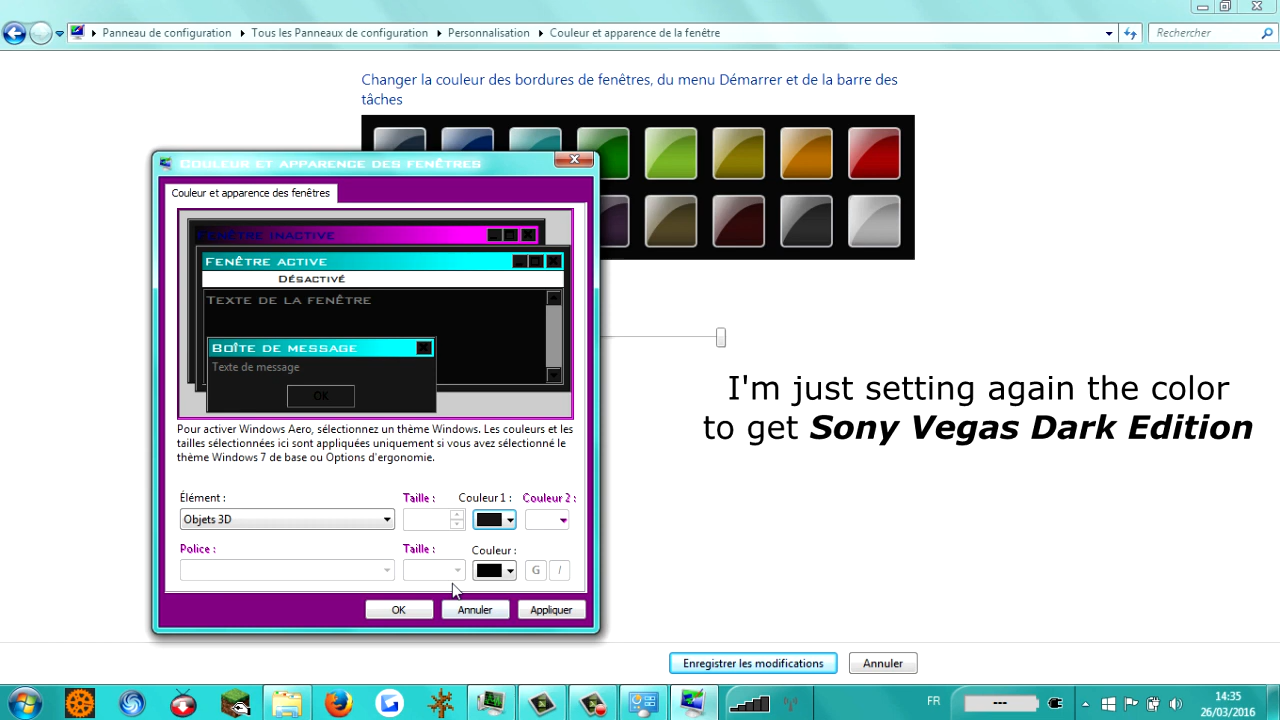 Panneau de configuration
Tous les Panneaux de configuration
Personnalisation
Couleur et apparence de la fenêtre
Rechercher
Changer la couleur des bordures de fenêtres, du menu Démarrer et de la barre des
tâches
Couleur et apparence des fenêtres
Couleur et apparence des fenêtres
Fenêtre inactive
Fenêtre active
Désactivé
Texte de la fenêtre
Boîte de message
Texte de message
OK
Pour activer Windows Aero, sélectionnez un thème Windows. Les couleurs et les
tailles sélectionnées ici sont appliquées uniquement si vous avez sélectionné le
thème Windows 7 de base ou Options d'ergonomie.
Élément : Taille : Couleur 1 : Couleur 2 :
Objets 3D
Police : Taille : Couleur :
G I
OK Annuler Appliquer
I'm just setting again the color
to get Sony Vegas Dark Edition
Enregistrer les modifications Annuler
FR
---
14:35
26/03/2016